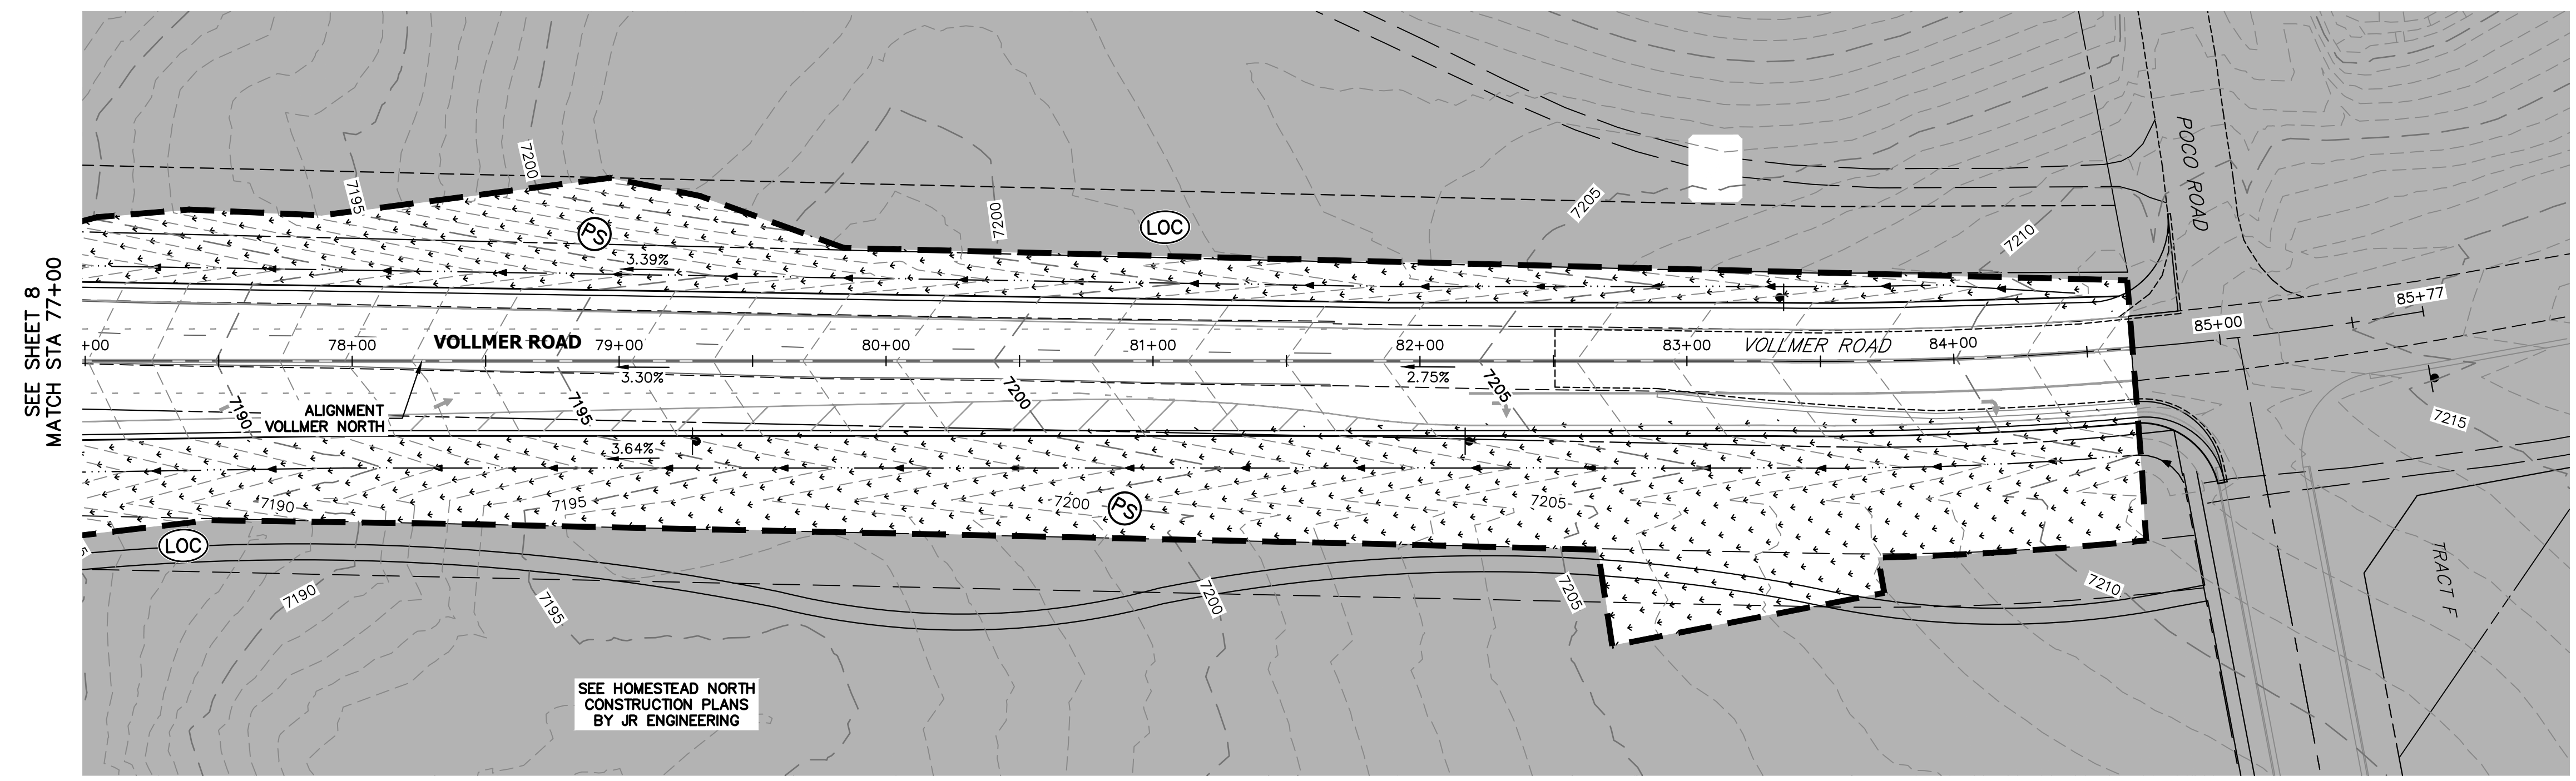 SEE SHEET 8
MATCH STA 77+00
7195
7200
PS
7200
LOC
7205
7210
POCO ROAD
3.39%
85+77
85+00
+00
78+00
VOLLMER ROAD
79+00
80+00
81+00
82+00
83+00
VOLLMER ROAD
84+00
3.30%
2.75%
7190
ALIGNMENT
VOLLMER NORTH
7195
7200
7205
7215
3.64%
7190
7195
7200
PS
7205
LOC
7190
7195
7200
7205
7210
TRACT F
SEE HOMESTEAD NORTH
CONSTRUCTION PLANS
BY JR ENGINEERING